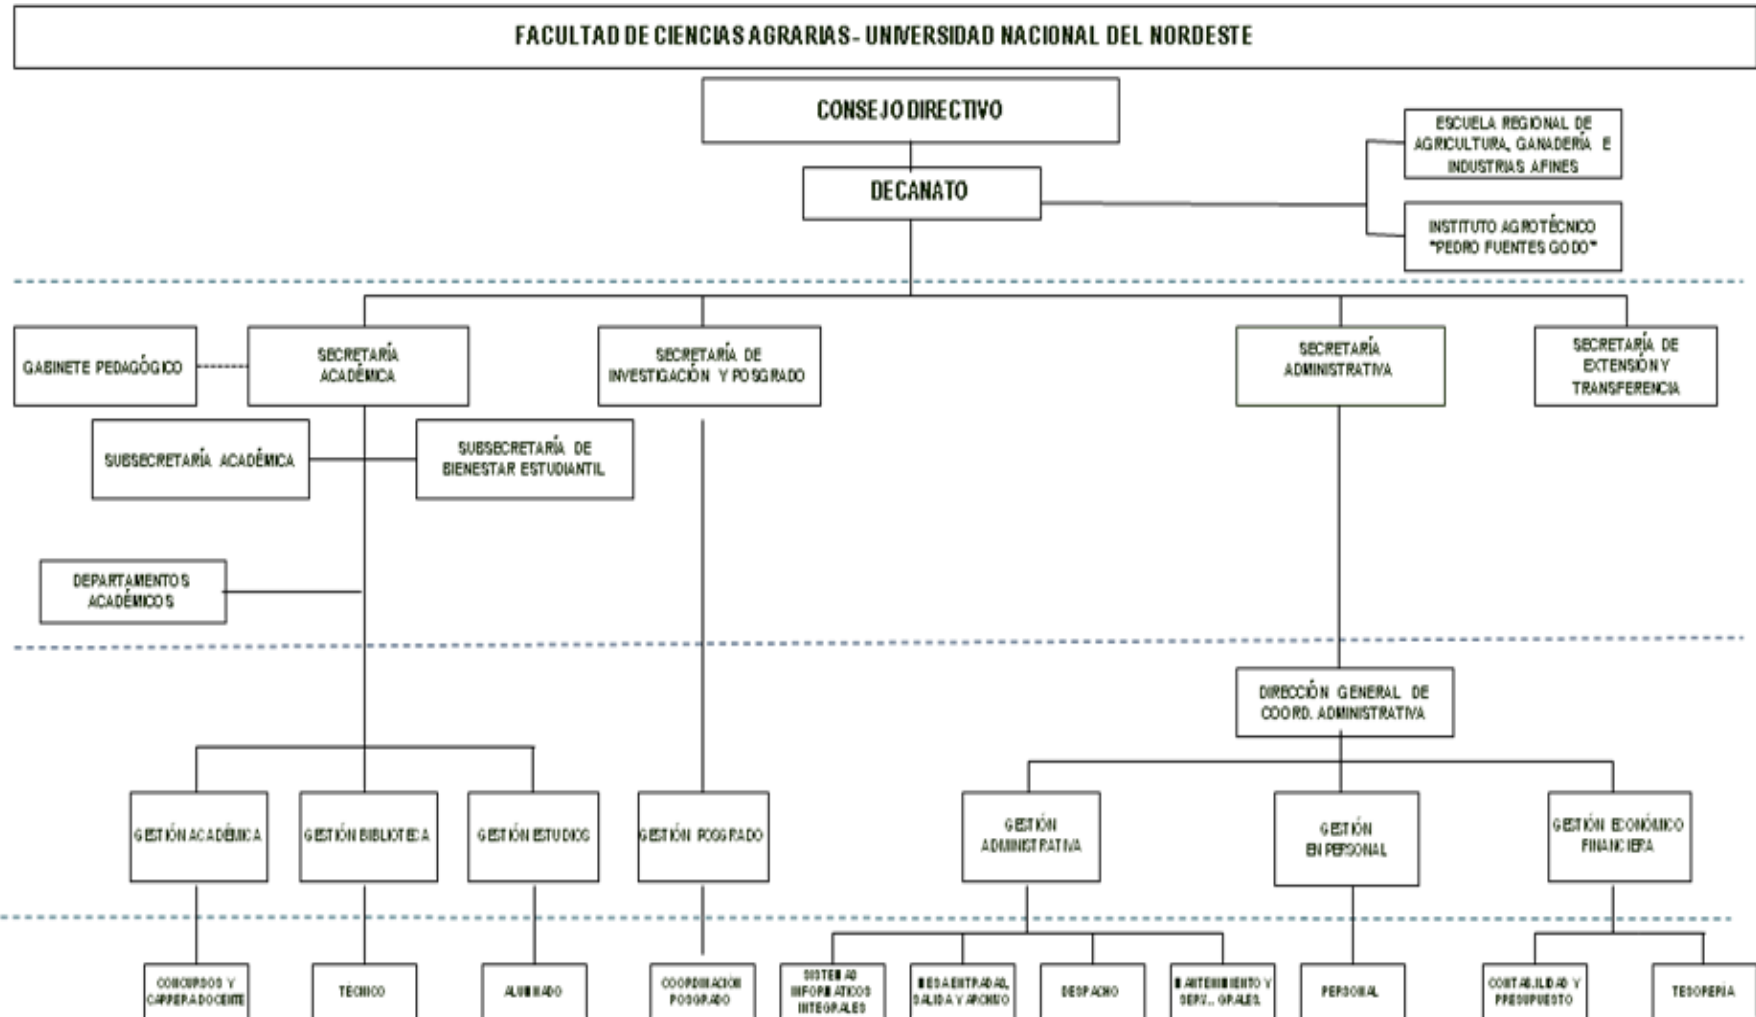 FACULTAD DE CIENCIAS AGRARIAS - UNIVERSIDAD NACIONAL DEL NORDESTE
CONSEJO DIRECTIVO
DECANATO
ESCUELA REGIONAL DE
AGRICULTURA, GANADERÍA E
INDUSTRIAS AFINES
INSTITUTO AGROTÉCNICO
"PEDRO FUENTES GODO"
GABINETE PEDAGÓGICO
SECRETARÍA
ACADÉMICA
SECRETARÍA DE
INVESTIGACIÓN Y POSGRADO
SECRETARÍA
ADMINISTRATIVA
SECRETARÍA DE
EXTENSIÓN Y
TRANSFERENCIA
SUBSECRETARÍA ACADÉMICA
SUBSECRETARÍA DE
BIENESTAR ESTUDIANTIL
DEPARTAMENTOS
ACADÉMICOS
DIRECCIÓN GENERAL DE
COORD. ADMINISTRATIVA
GESTIÓN ACADÉMICA
GESTIÓN BIBLIOTECA
GESTIÓN ESTUDIOS
GESTIÓN POSGRADO
GESTIÓN
ADMINISTRATIVA
GESTIÓN
EN PERSONAL
GESTIÓN ECONÓMICO
FINANCIERA
CONCURSOS Y
CARRERA DOCENTE
TECNICO
ALUMNADO
COORDINACIÓN
POSGRADO
SISTEMAS
INFORMATICOS
INTEGRALES
MESA ENTRADAS,
SALIDA Y ARCHIVO
DESPACHO
MANTENIMIENTO Y
SERV.. GRALES.
PERSONAL
CONTABILIDAD Y
PRESUPUESTO
TESORERÍA